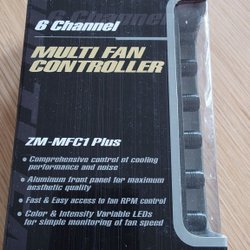 6 Channel
6 Channel
MULTI FAN
CONTROLLER
ZM-MFC1 Plus
• Comprehensive control of cooling
performance and noise
• Aluminum front panel for maximum
aesthetic quality
• Fast & Easy access to fan RPM control
• Color & Intensity Variable LEDs
for simple monitoring of fan speed